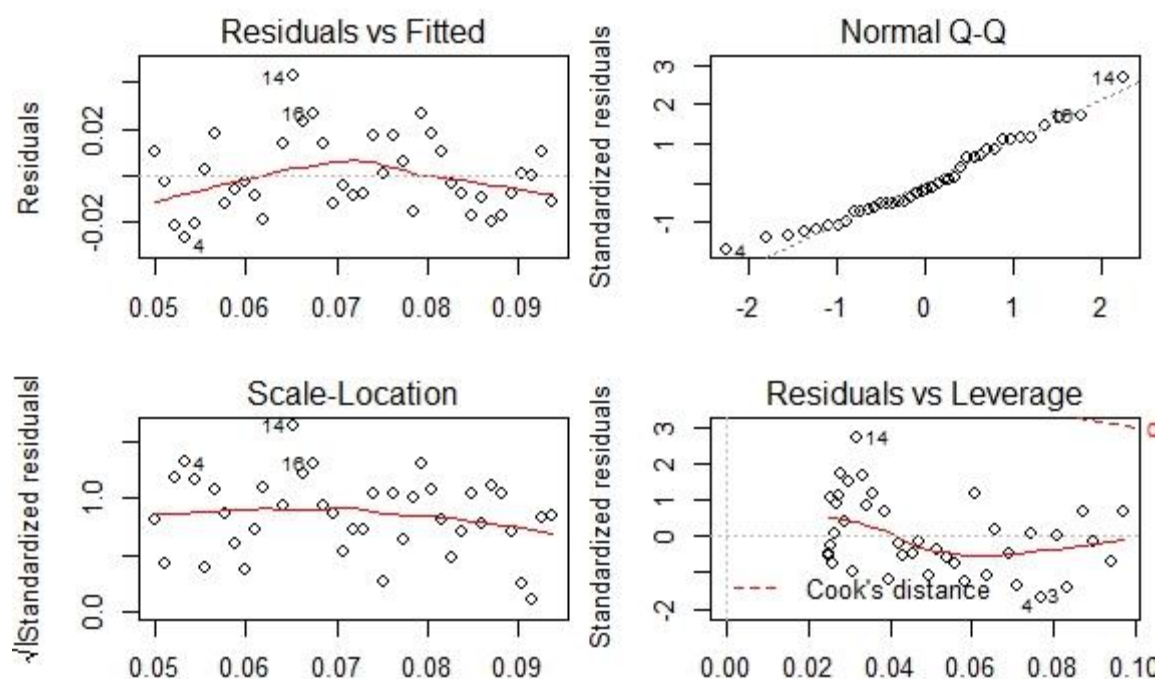 Residuals vs Fitted
Residuals
0.02
-0.02
14
16
4
0.05 0.06 0.07 0.08 0.09
Normal Q-Q
Standardized residuals
3
2
1
-1
14
4
-2 -1 0 1 2
Scale-Location
√|Standardized residuals|
1.0
0.0
14
4
16
0.05 0.06 0.07 0.08 0.09
Residuals vs Leverage
Standardized residuals
3
2
1
0
-2
14
Cook's distance
4
3
0.00 0.02 0.04 0.06 0.08 0.10